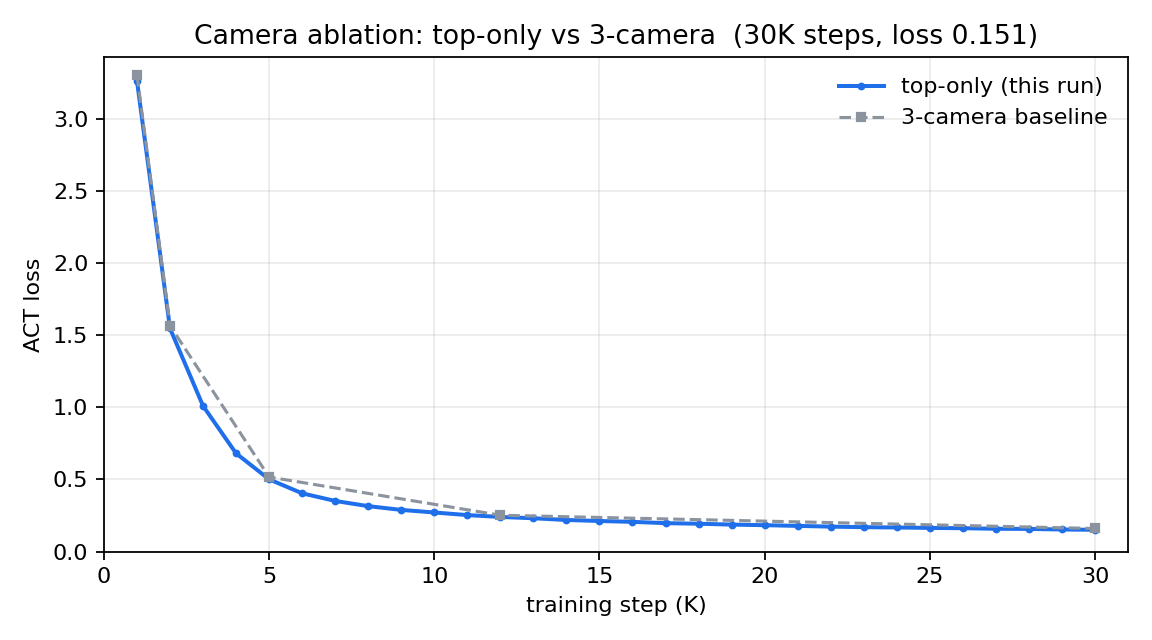 Camera ablation: top-only vs 3-camera  (30K steps, loss 0.151)
top-only (this run)
3-camera baseline
ACT loss
3.0
2.5
2.0
1.5
1.0
0.5
0.0
0 5 10 15 20 25 30
training step (K)